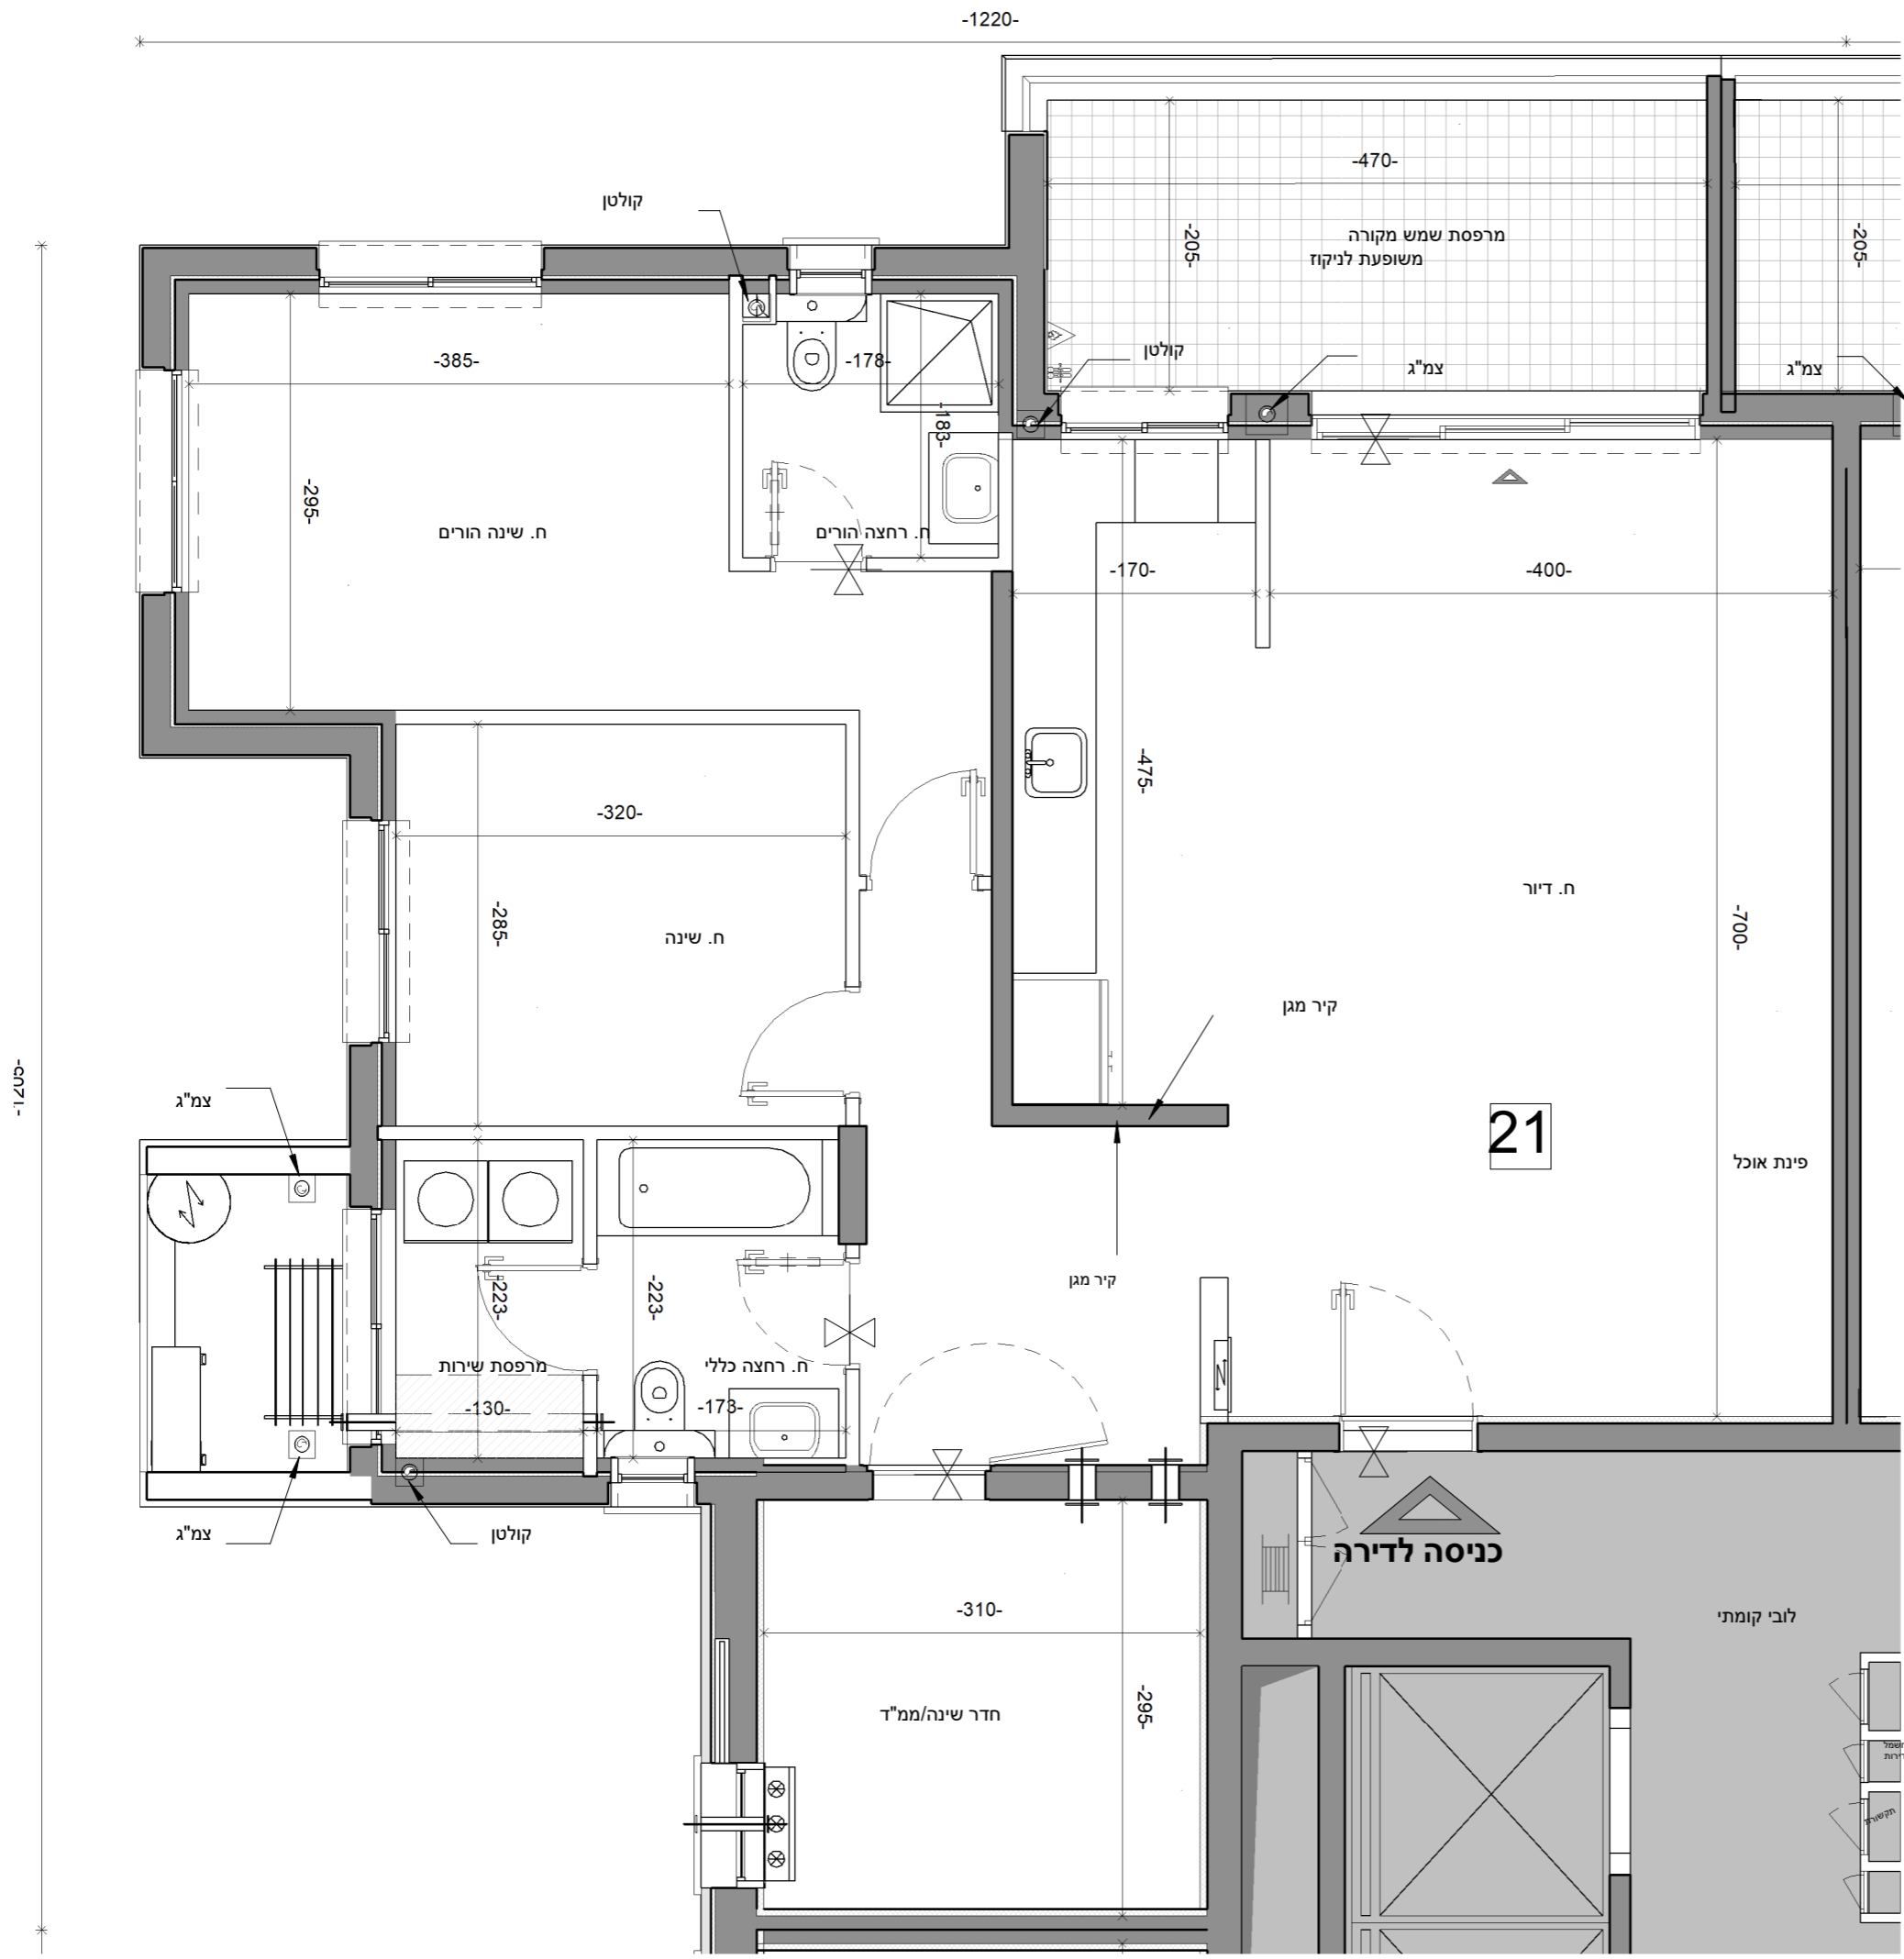 -1220-
קולטן
-470-
-205-
מרפסת שמש מקורה
משופעת לניקוז
-205-
קולטן
צמ"ג
צמ"ג
-385-
-178-
-183-
-295-
ח. שינה הורים
ח. רחצה הורים
-170-
-400-
-475-
-320-
-285-
ח. שינה
ח. דיור
-700-
קיר מגן
צמ"ג
21
פינת אוכל
קיר מגן
-223-
-223-
מרפסת שירות
ח. רחצה כללי
-130-
-173-
צמ"ג
קולטן
כניסה לדירה
-310-
-295-
חדר שינה/ממ"ד
לובי קומתי
תקשורת